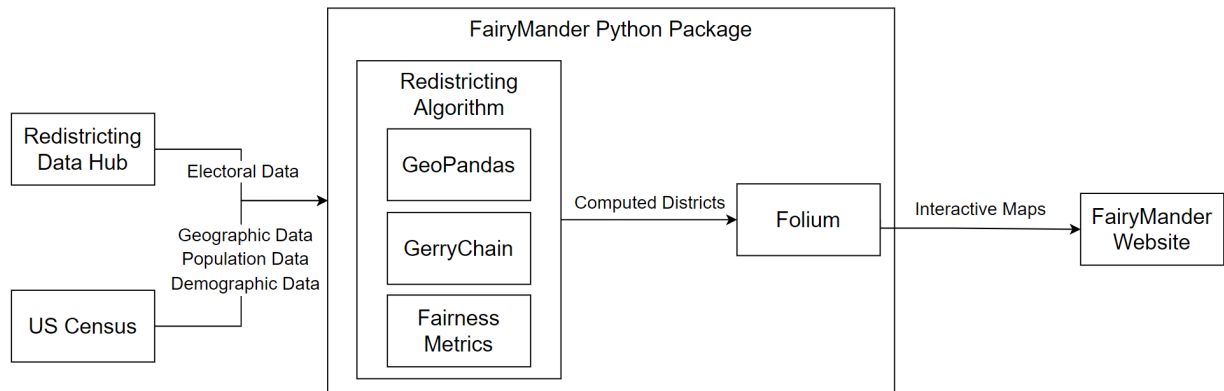 FairyMander Python Package
Redistricting
Algorithm
GeoPandas
GerryChain
Fairness
Metrics
Redistricting
Data Hub
Electoral Data
Geographic Data
Population Data
Demographic Data
US Census
Computed Districts
Folium
Interactive Maps
FairyMander
Website